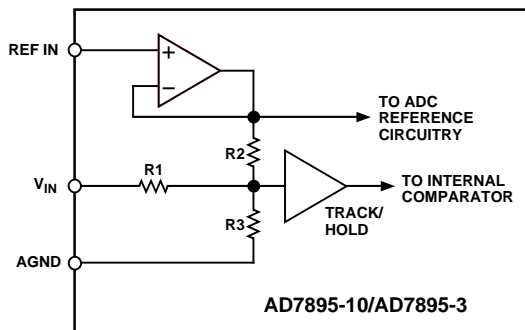 REF IN
+
−
TO ADC
REFERENCE
CIRCUITRY
R2
R1
V_IN
TO INTERNAL
COMPARATOR
TRACK/
HOLD
R3
AGND
AD7895-10/AD7895-3